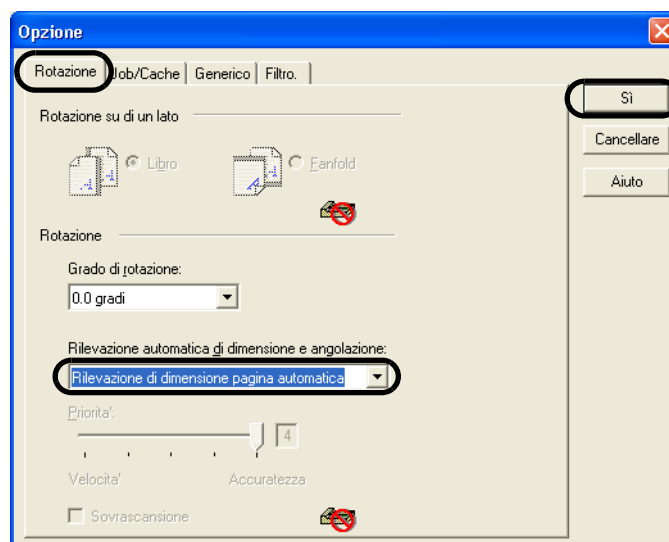 Opzione
Rotazione Job/Cache Generico Filtro.
Sì
Cancellare
Aiuto
Rotazione su di un lato
Libro Fanfold
Rotazione
Grado di rotazione:
0.0 gradi
Rilevazione automatica di dimensione e angolazione:
Rilevazione di dimensione pagina automatica
Priorita':
4
Velocita' Accuratezza
Sovrascansione